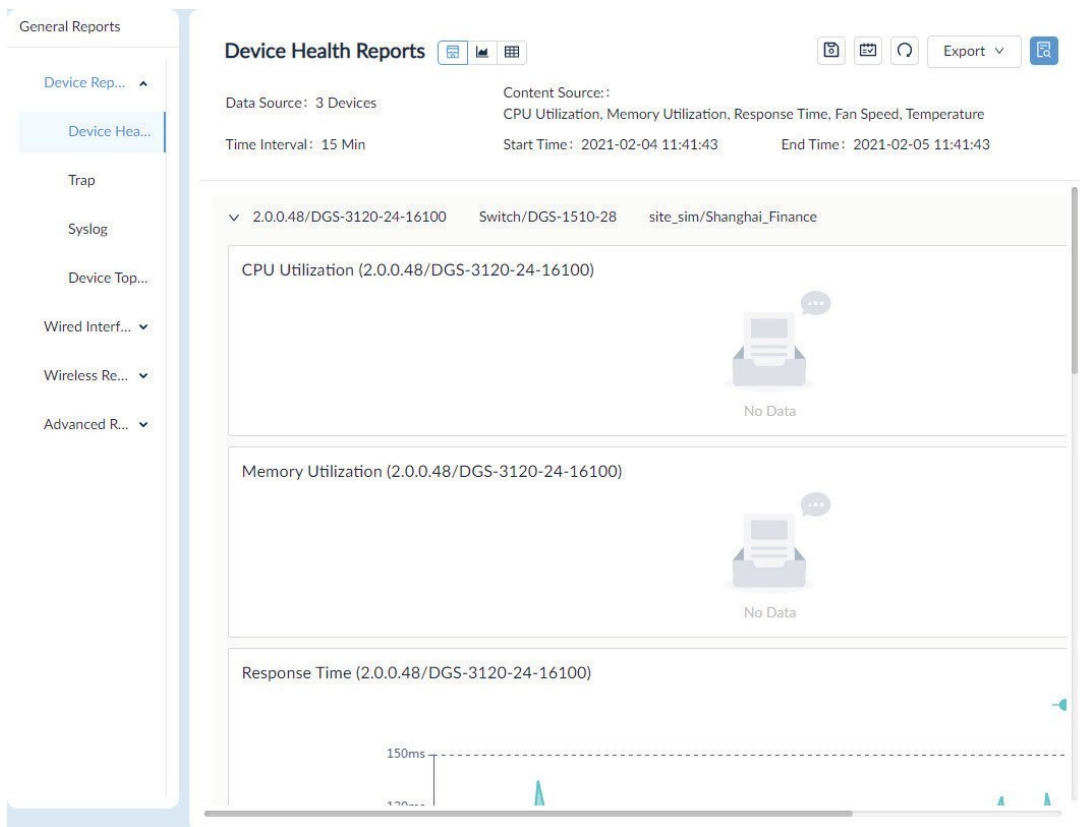 General Reports
Device Rep...
Device Hea...
Trap
Syslog
Device Top...
Wired Interf...
Wireless Re...
Advanced R...
Device Health Reports
Export
Data Source: 3 Devices
Content Source::
CPU Utilization, Memory Utilization, Response Time, Fan Speed, Temperature
Time Interval: 15 Min
Start Time: 2021-02-04 11:41:43
End Time: 2021-02-05 11:41:43
2.0.0.48/DGS-3120-24-16100 Switch/DGS-1510-28 site_sim/Shanghai_Finance
CPU Utilization (2.0.0.48/DGS-3120-24-16100)
No Data
Memory Utilization (2.0.0.48/DGS-3120-24-16100)
No Data
Response Time (2.0.0.48/DGS-3120-24-16100)
150ms